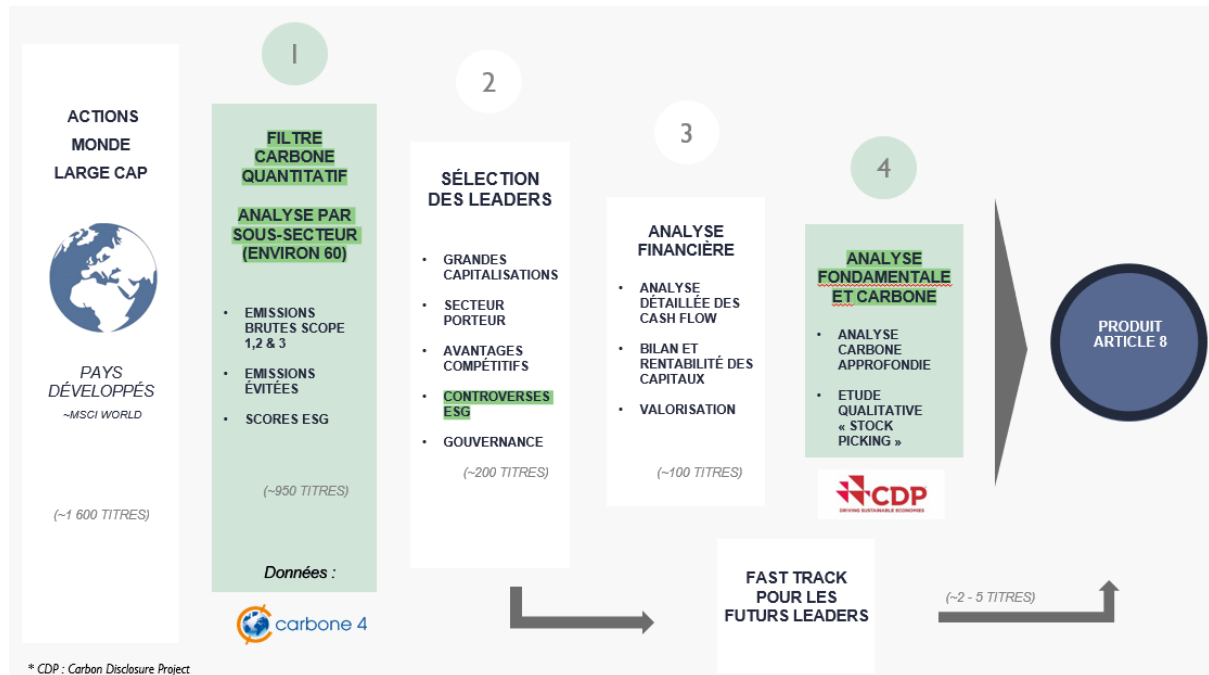 ACTIONS
MONDE
LARGE CAP
PAYS
DÉVELOPPÉS
~MSCI WORLD
(~1 600 TITRES)
1
FILTRE
CARBONE
QUANTITATIF
ANALYSE PAR
SOUS-SECTEUR
(ENVIRON 60)
• EMISSIONS
BRUTES SCOPE
1,2 & 3
• EMISSIONS
ÉVITÉES
• SCORES ESG
(~950 TITRES)
Données :
carbone 4
2
SÉLECTION
DES LEADERS
• GRANDES
CAPITALISATIONS
• SECTEUR
PORTEUR
• AVANTAGES
COMPÉTITIFS
• CONTROVERSES
ESG
• GOUVERNANCE
(~200 TITRES)
3
ANALYSE
FINANCIÈRE
• ANALYSE
DÉTAILLÉE DES
CASH FLOW
• BILAN ET
RENTABILITÉ DES
CAPITAUX
• VALORISATION
(~100 TITRES)
4
ANALYSE
FONDAMENTALE
ET CARBONE
• ANALYSE
CARBONE
APPROFONDIE
• ETUDE
QUALITATIVE
« STOCK
PICKING »
CDP
DRIVING SUSTAINABLE ECONOMIES
FAST TRACK
POUR LES
FUTURS LEADERS
(~2 - 5 TITRES)
PRODUIT
ARTICLE 8
* CDP : Carbon Disclosure Project